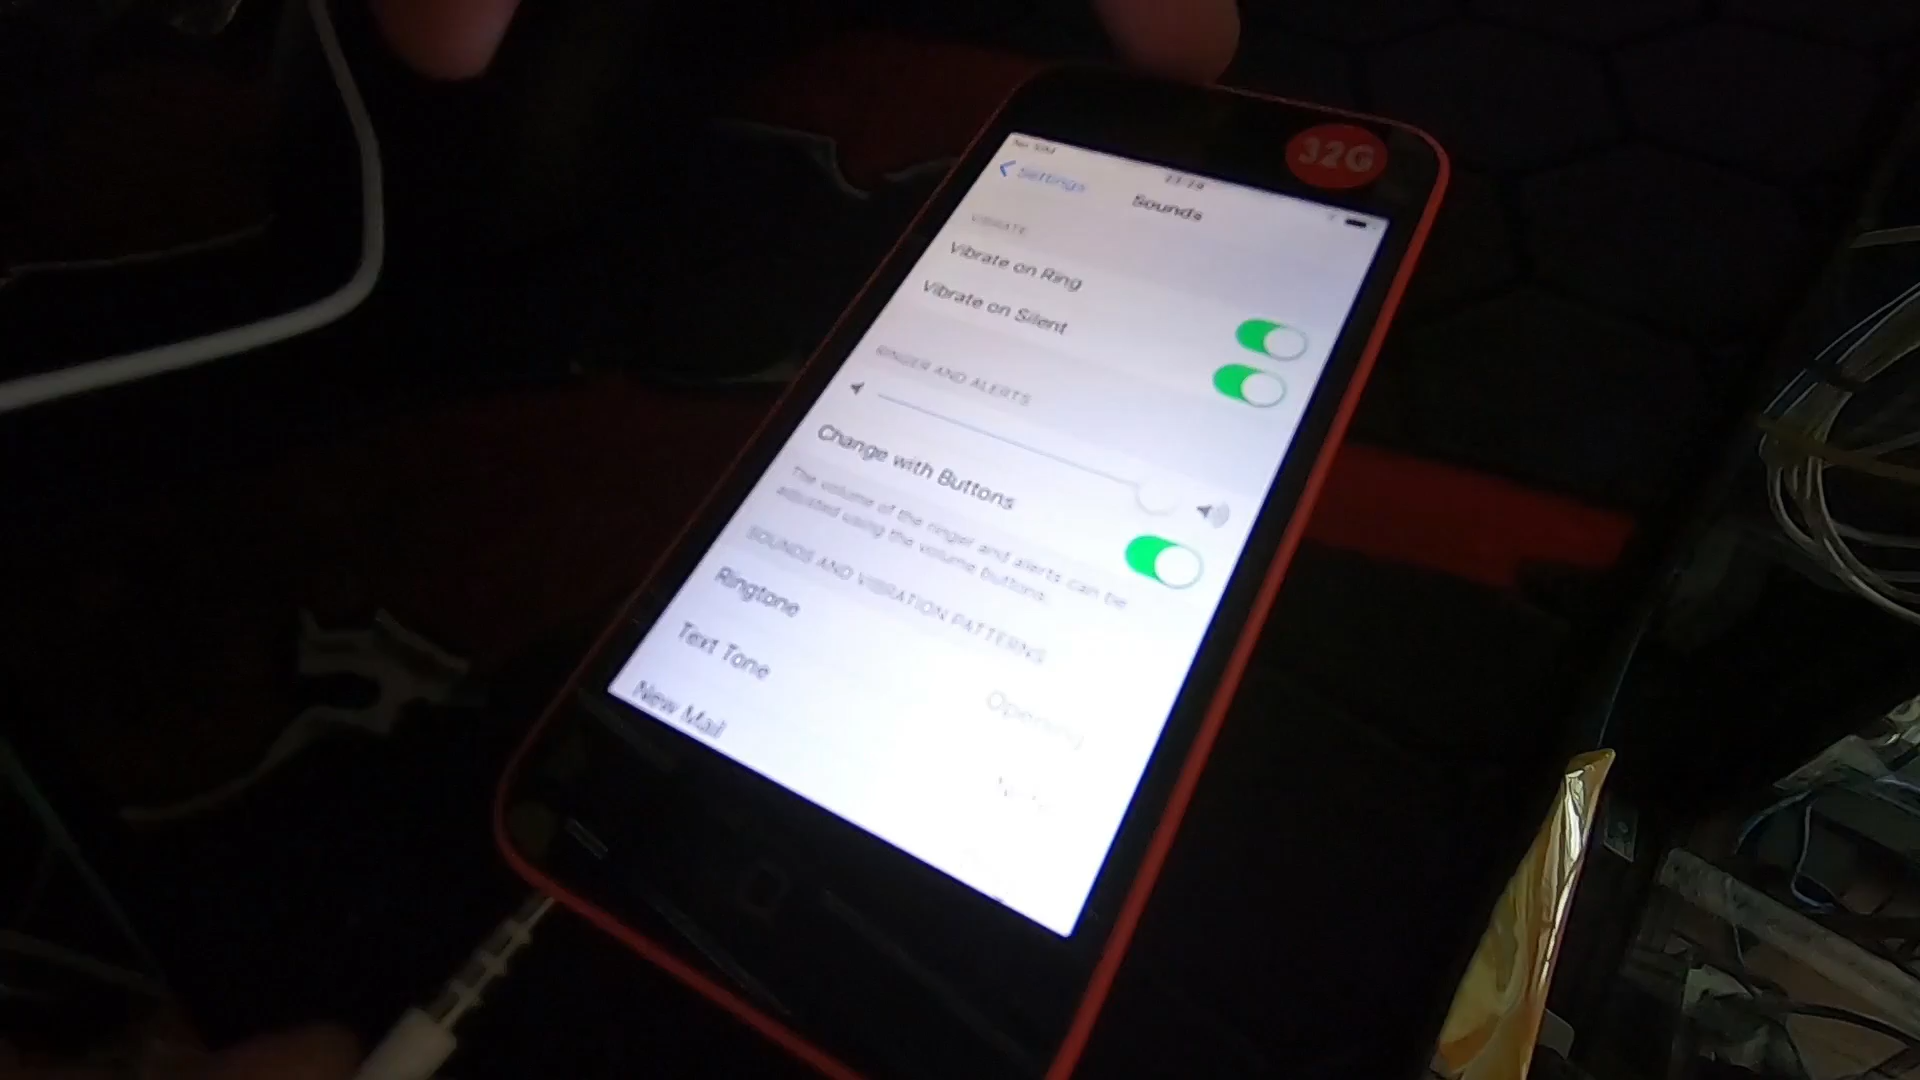 32G
No SIM
Settings
Sounds
VIBRATE
Vibrate on Ring
Vibrate on Silent
RINGER AND ALERTS
Change with Buttons
The volume of the ringer and alerts can be
adjusted using the volume buttons.
SOUNDS AND VIBRATION PATTERNS
Ringtone
Opening
Text Tone
New Mail